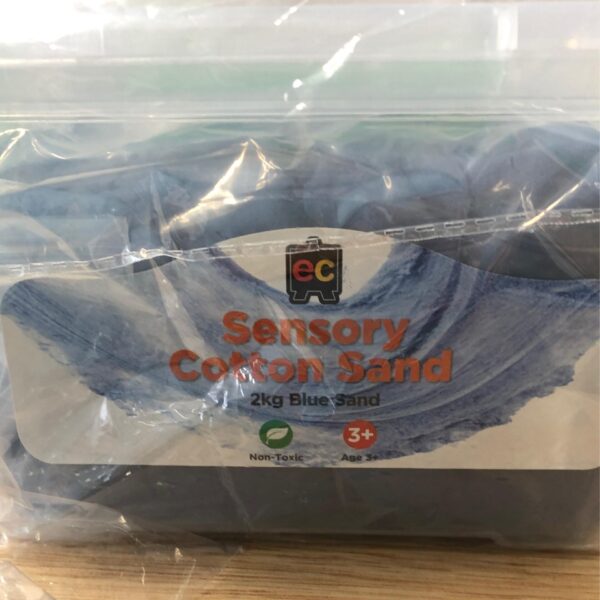 ec
Sensory
Cotton Sand
2kg Blue Sand
3+
Non-Toxic
Age 3+